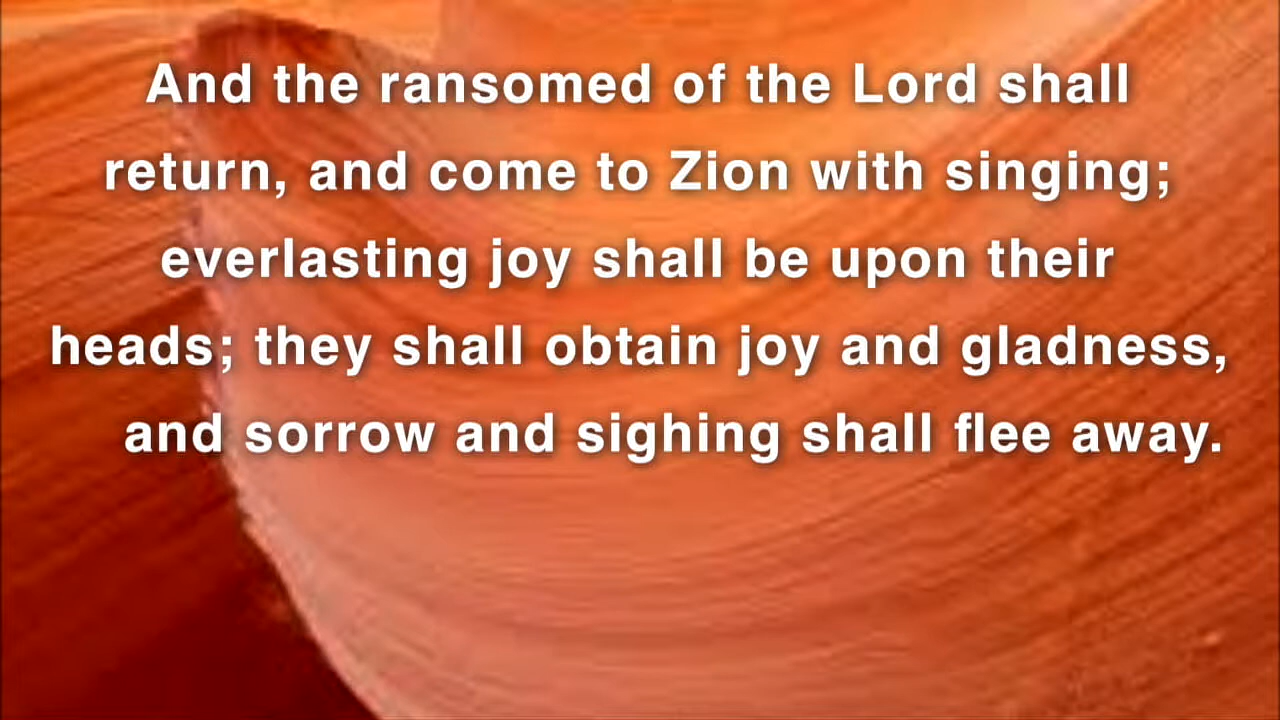 And the ransomed of the Lord shall
return, and come to Zion with singing;
everlasting joy shall be upon their
heads; they shall obtain joy and gladness,
and sorrow and sighing shall flee away.